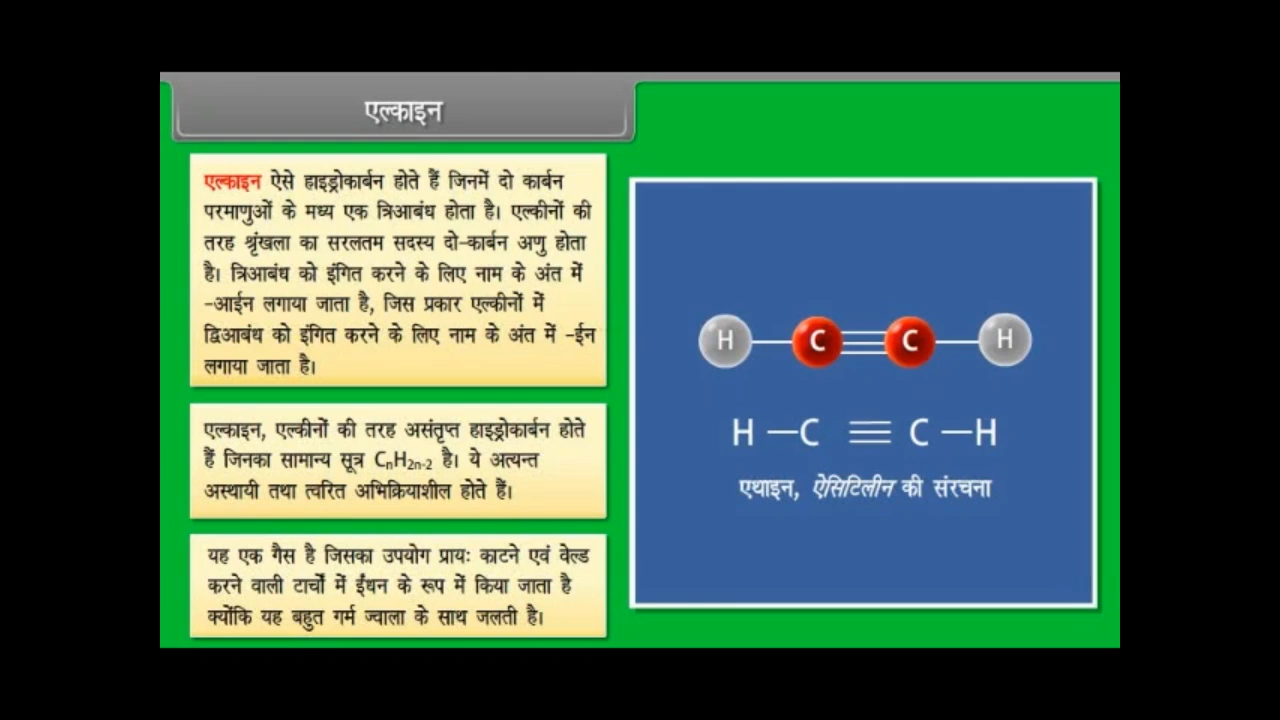 एल्काइन
एल्काइन ऐसे हाइड्रोकार्बन होते हैं जिनमें दो कार्बन
परमाणुओं के मध्य एक त्रिआबंध होता है। एल्कीनों की
तरह श्रृंखला का सरलतम सदस्य दो-कार्बन अणु होता
है। त्रिआबंध को इंगित करने के लिए नाम के अंत में
-आईन लगाया जाता है, जिस प्रकार एल्कीनों में
द्विआबंध को इंगित करने के लिए नाम के अंत में -ईन
लगाया जाता है।
एल्काइन, एल्कीनों की तरह असंतृप्त हाइड्रोकार्बन होते
हैं जिनका सामान्य सूत्र CₙH₂ₙ₋₂ है। ये अत्यन्त
अस्थायी तथा त्वरित अभिक्रियाशील होते हैं।
यह एक गैस है जिसका उपयोग प्रायः काटने एवं वेल्ड
करने वाली टार्चों में ईंधन के रूप में किया जाता है
क्योंकि यह बहुत गर्म ज्वाला के साथ जलती है।
H C C H
H — C ≡ C — H
एथाइन, ऐसिटिलीन की संरचना